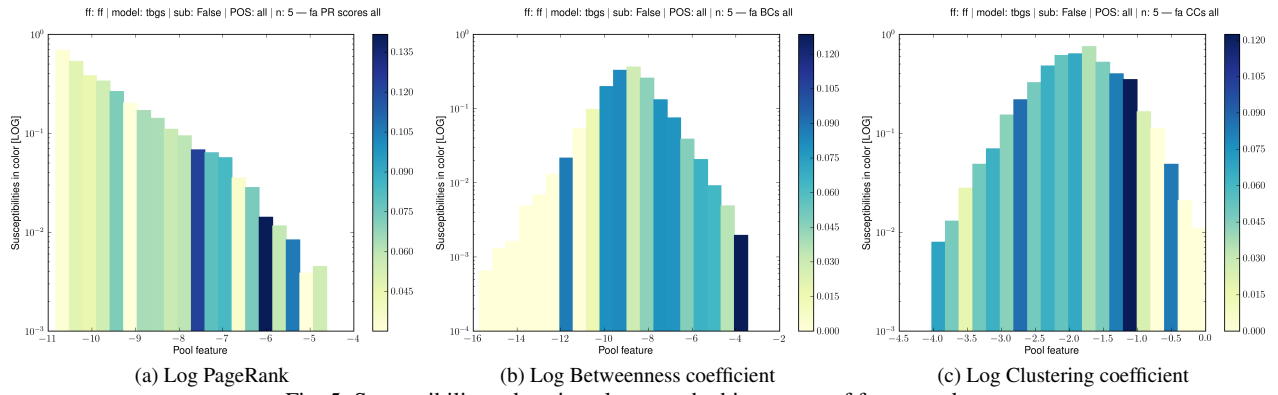 ff: ff | model: tbgs | sub: False | POS: all | n: 5 — fa PR scores all
Susceptibilities in color [LOG]
10⁰
10⁻¹
10⁻²
10⁻³
−11 −10 −9 −8 −7 −6 −5 −4
Pool feature
0.135
0.120
0.105
0.090
0.075
0.060
0.045
(a) Log PageRank
ff: ff | model: tbgs | sub: False | POS: all | n: 5 — fa BCs all
Susceptibilities in color [LOG]
10⁰
10⁻¹
10⁻²
10⁻³
10⁻⁴
−16 −14 −12 −10 −8 −6 −4 −2
Pool feature
0.120
0.105
0.090
0.075
0.060
0.045
0.030
0.015
0.000
(b) Log Betweenness coefficient
ff: ff | model: tbgs | sub: False | POS: all | n: 5 — fa CCs all
Susceptibilities in color [LOG]
10⁰
10⁻¹
10⁻²
10⁻³
−4.5 −4.0 −3.5 −3.0 −2.5 −2.0 −1.5 −1.0 −0.5 0.0
Pool feature
0.120
0.105
0.090
0.075
0.060
0.045
0.030
0.015
0.000
(c) Log Clustering coefficient